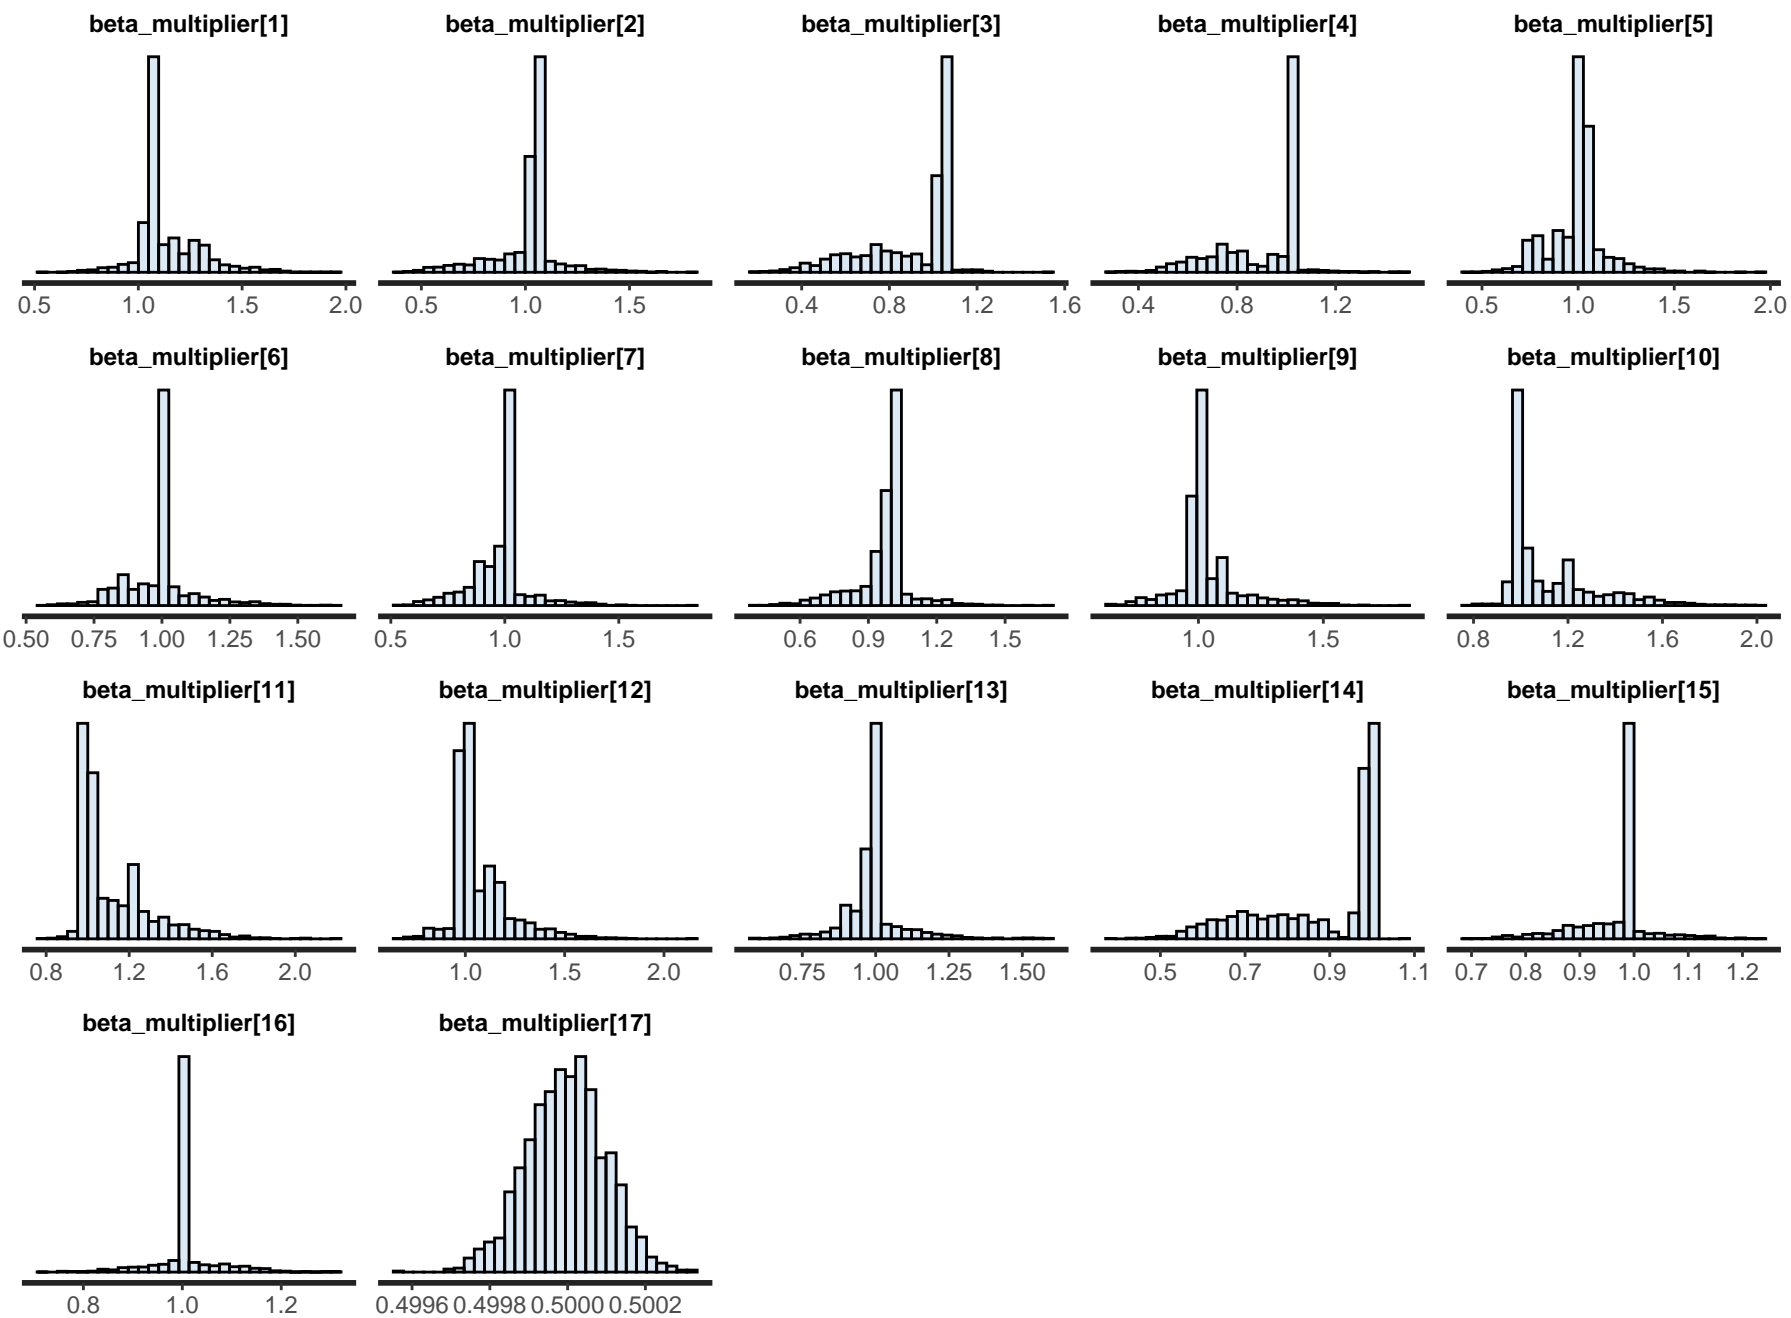 beta_multiplier[1] beta_multiplier[2] beta_multiplier[3] beta_multiplier[4] beta_multiplier[5]
0.5 1.0 1.5 2.0 0.5 1.0 1.5 0.4 0.8 1.2 1.6 0.4 0.8 1.2 0.5 1.0 1.5 2.0
beta_multiplier[6] beta_multiplier[7] beta_multiplier[8] beta_multiplier[9] beta_multiplier[10]
0.50 0.75 1.00 1.25 1.50 0.5 1.0 1.5 0.6 0.9 1.2 1.5 1.0 1.5 0.8 1.2 1.6 2.0
beta_multiplier[11] beta_multiplier[12] beta_multiplier[13] beta_multiplier[14] beta_multiplier[15]
0.8 1.2 1.6 2.0 1.0 1.5 2.0 0.75 1.00 1.25 1.50 0.5 0.7 0.9 1.1 0.7 0.8 0.9 1.0 1.1 1.2
beta_multiplier[16] beta_multiplier[17]
0.8 1.0 1.2 0.4996 0.4998 0.5000 0.5002